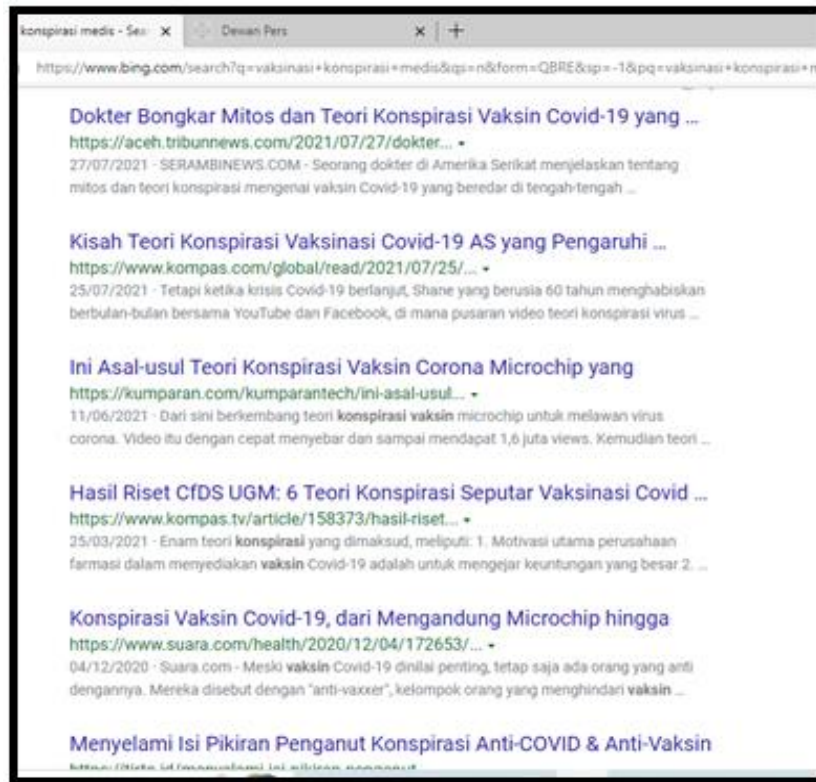 konspirasi medis - Sea
Dewan Pers
https://www.bing.com/search?q=vaksinasi+konspirasi+medis&qs=n&form=QBRE&sp=-1&pq=vaksinasi+konspirasi+m
Dokter Bongkar Mitos dan Teori Konspirasi Vaksin Covid-19 yang ...
https://aceh.tribunnews.com/2021/07/27/dokter...
27/07/2021 · SERAMBINEWS.COM - Seorang dokter di Amerika Serikat menjelaskan tentang
mitos dan teori konspirasi mengenai vaksin Covid-19 yang beredar di tengah-tengah ...
Kisah Teori Konspirasi Vaksinasi Covid-19 AS yang Pengaruhi ...
https://www.kompas.com/global/read/2021/07/25/...
25/07/2021 · Tetapi ketika krisis Covid-19 berlanjut, Shane yang berusia 60 tahun menghabiskan
berbulan-bulan bersama YouTube dan Facebook, di mana pusaran video teori konspirasi virus ...
Ini Asal-usul Teori Konspirasi Vaksin Corona Microchip yang
https://kumparan.com/kumparantech/ini-asal-usul...
11/06/2021 · Dari sini berkembang teori konspirasi vaksin microchip untuk melawan virus
corona. Video itu dengan cepat menyebar dan sampai mendapat 1,6 juta views. Kemudian teori ...
Hasil Riset CfDS UGM: 6 Teori Konspirasi Seputar Vaksinasi Covid ...
https://www.kompas.tv/article/158373/hasil-riset...
25/03/2021 · Enam teori konspirasi yang dimaksud, meliputi: 1. Motivasi utama perusahaan
farmasi dalam menyediakan vaksin Covid-19 adalah untuk mengejar keuntungan yang besar 2. ...
Konspirasi Vaksin Covid-19, dari Mengandung Microchip hingga
https://www.suara.com/health/2020/12/04/172653/...
04/12/2020 · Suara.com - Meski vaksin Covid-19 dinilai penting, tetap saja ada orang yang anti
dengannya. Mereka disebut dengan "anti-vaxxer", kelompok orang yang menghindari vaksin ...
Menyelami Isi Pikiran Penganut Konspirasi Anti-COVID & Anti-Vaksin